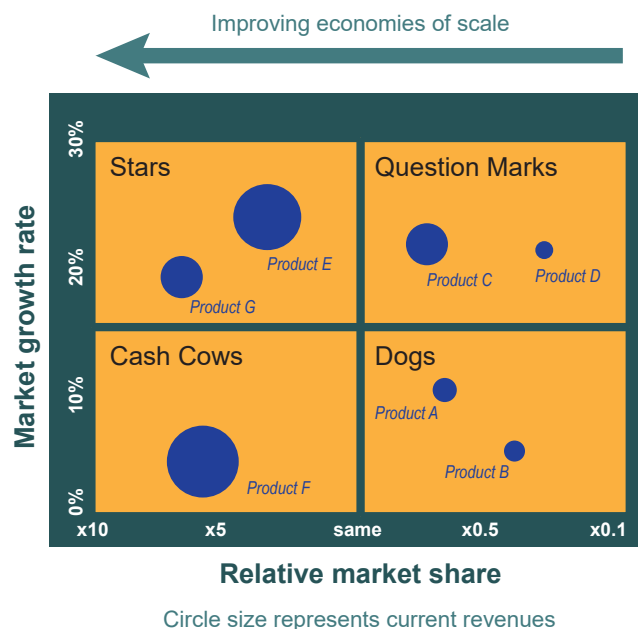 Improving economies of scale
Market growth rate
30%
20%
10%
0%
Stars
Product E
Product G
Question Marks
Product C
Product D
Cash Cows
Product F
Dogs
Product A
Product B
x10
x5
same
x0.5
x0.1
Relative market share
Circle size represents current revenues